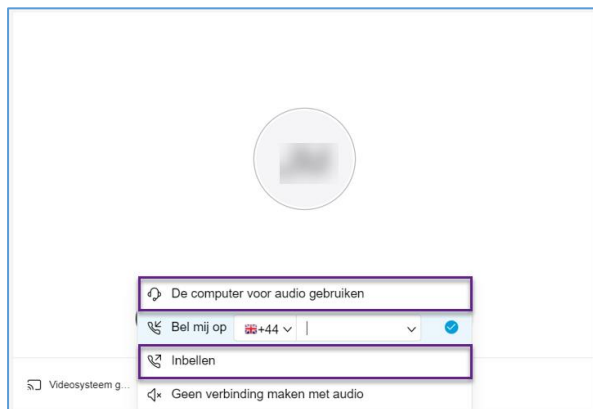 De computer voor audio gebruiken
Bel mij op +44
Inbellen
Videosysteem g...
Geen verbinding maken met audio